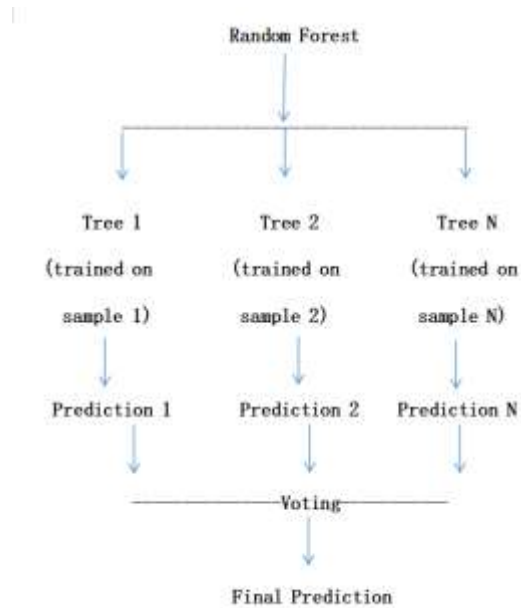 Random Forest
Tree 1 Tree 2 Tree N
(trained on (trained on (trained on
sample 1) sample 2) sample N)
Prediction 1 Prediction 2 Prediction N
Voting
Final Prediction